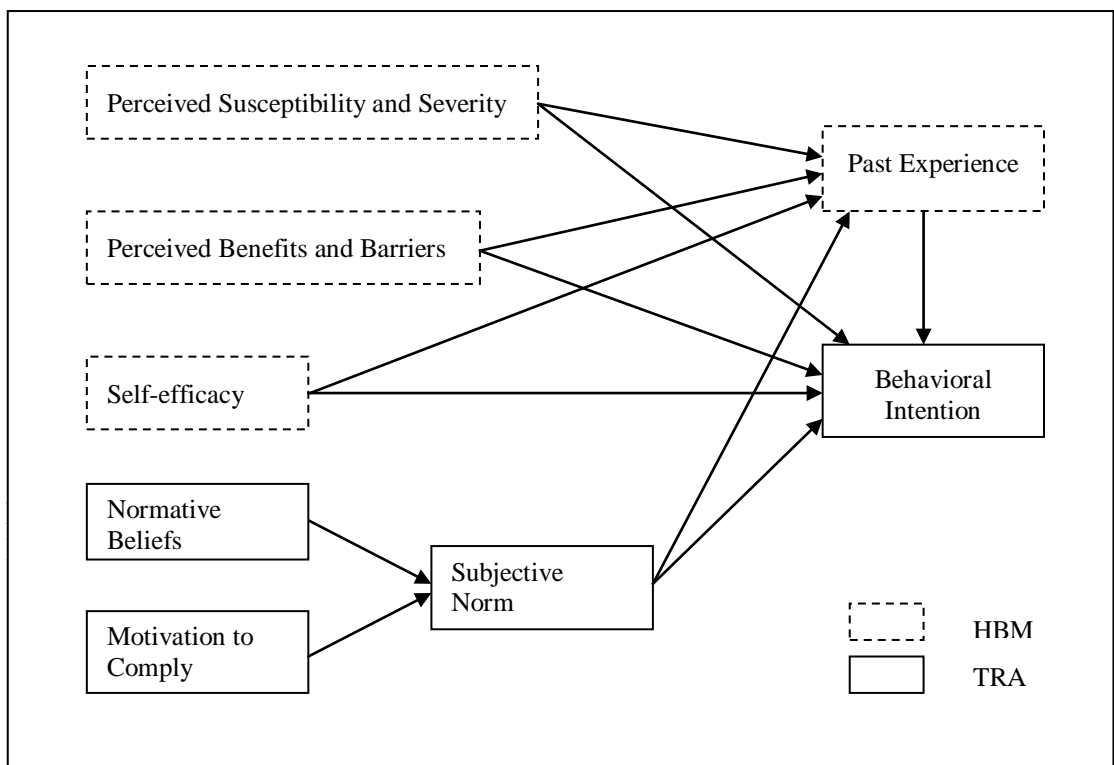 Perceived Susceptibility and Severity
Past Experience
Perceived Benefits and Barriers
Self-efficacy
Behavioral
Intention
Normative
Beliefs
Subjective
Norm
Motivation to
Comply
HBM
TRA